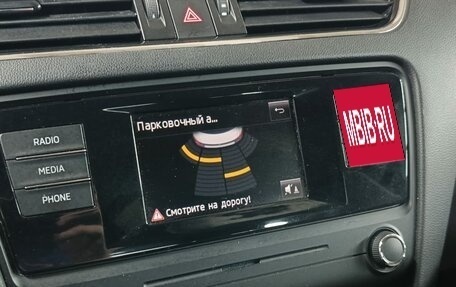 Парковочный а...
RADIO
MEDIA
PHONE
MBIB.RU
Смотрите на дорогу!